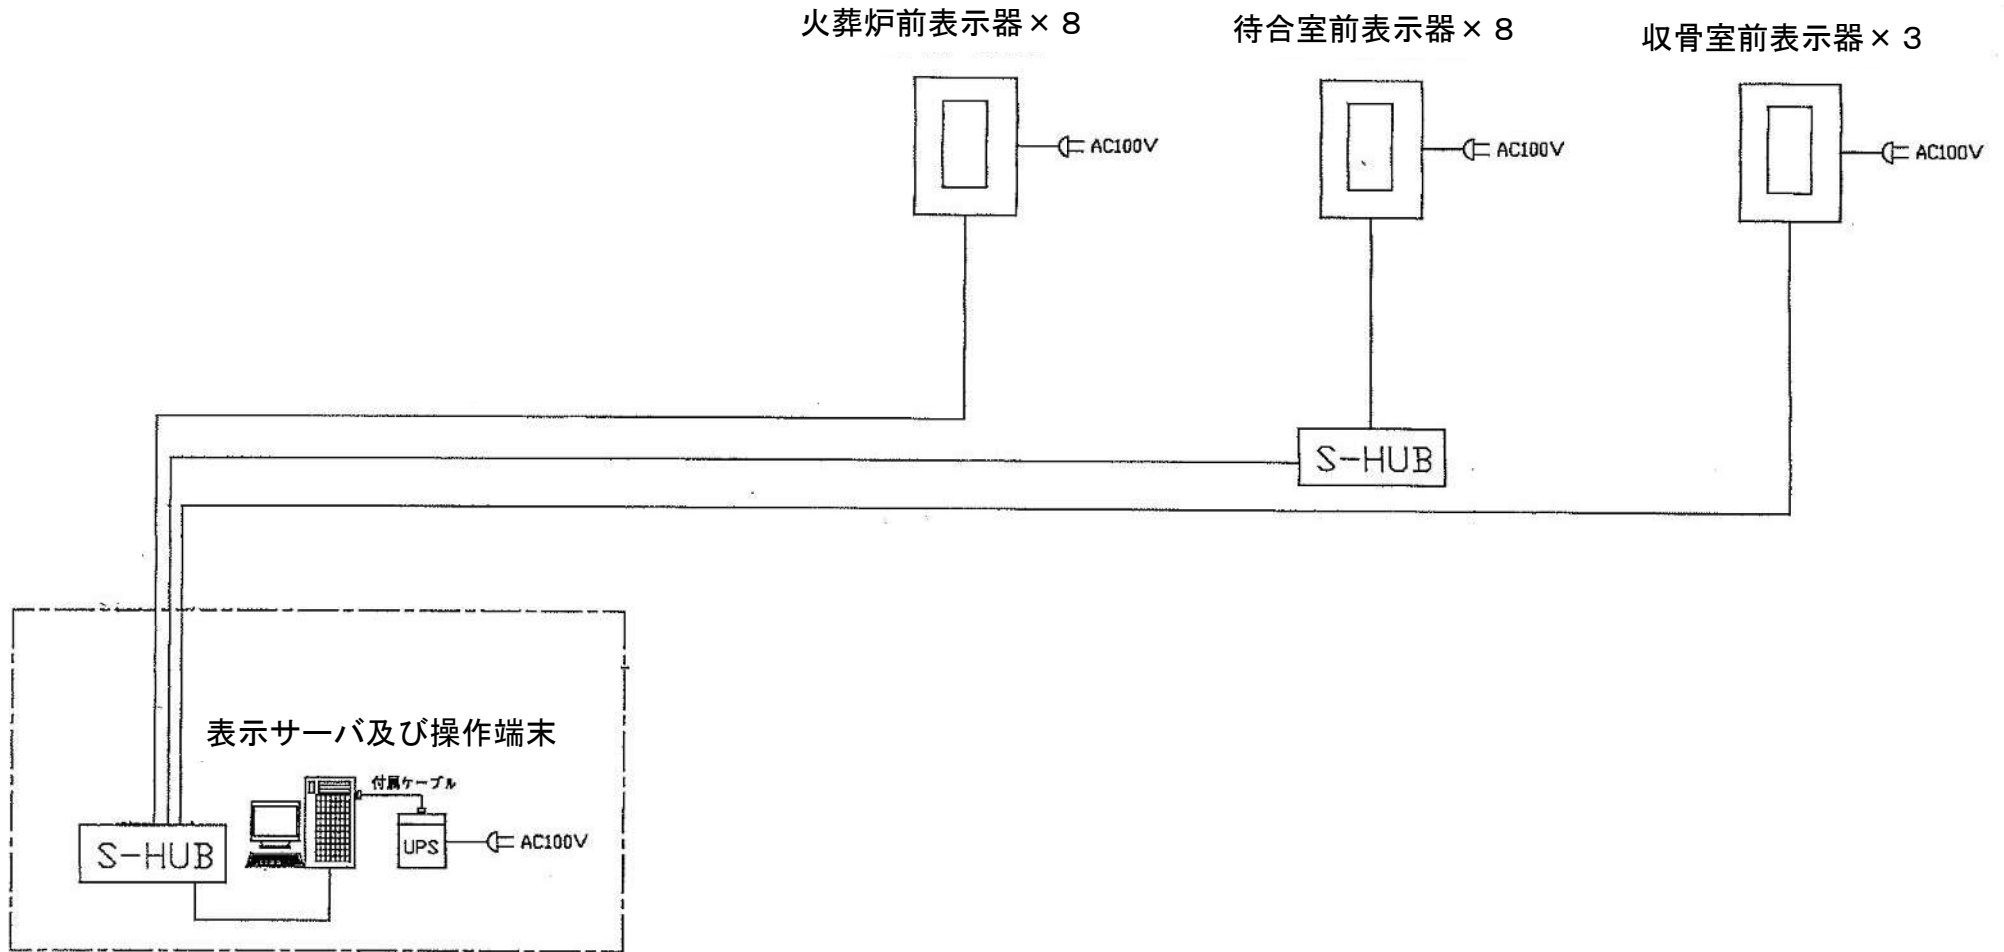 火葬炉前表示器×8
待合室前表示器×8
収骨室前表示器×3
AC100V
AC100V
AC100V
S-HUB
表示サーバ及び操作端末
付属ケーブル
S-HUB
UPS
AC100V